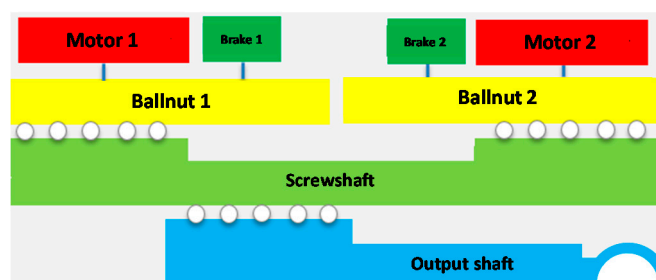 Motor 1
Brake 1
Brake 2
Motor 2
Ballnut 1
Ballnut 2
Screwshaft
Output shaft